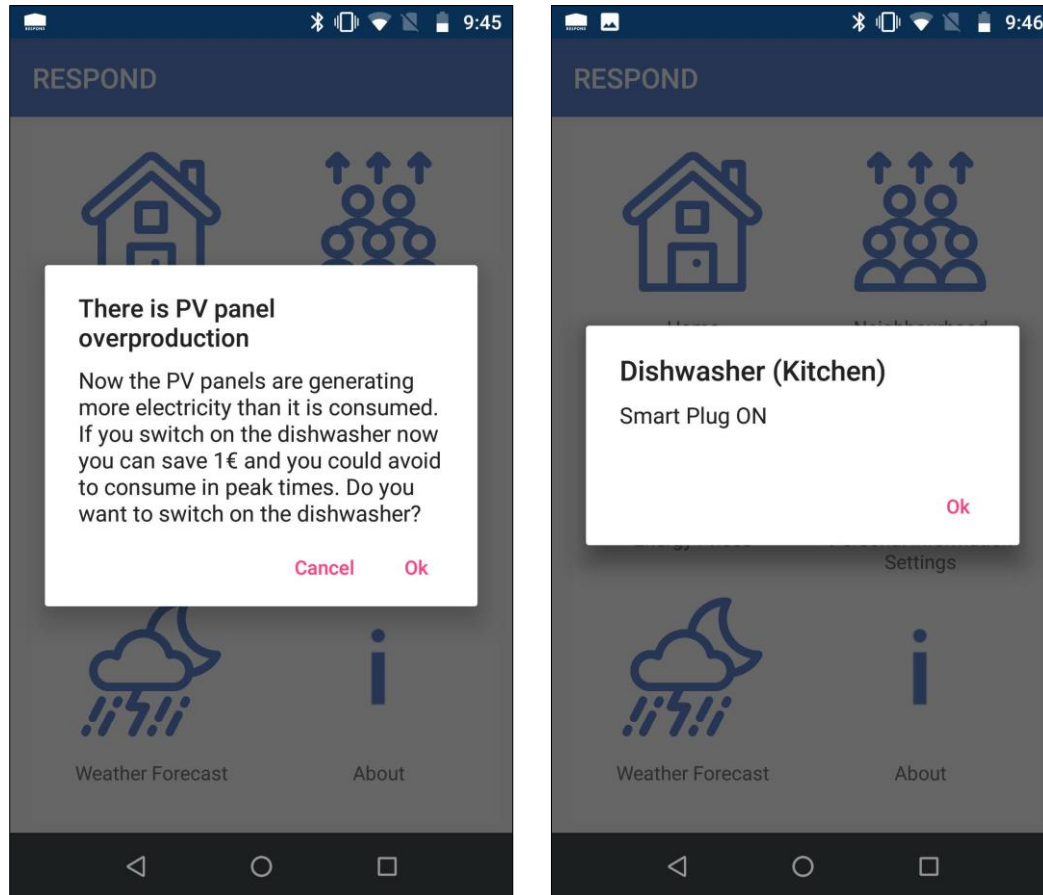 9:45
RESPOND
There is PV panel
overproduction
Now the PV panels are generating
more electricity than it is consumed.
If you switch on the dishwasher now
you can save 1€ and you could avoid
to consume in peak times. Do you
want to switch on the dishwasher?
Cancel Ok
Weather Forecast About
9:46
RESPOND
Dishwasher (Kitchen)
Smart Plug ON
Ok
Settings
Weather Forecast About